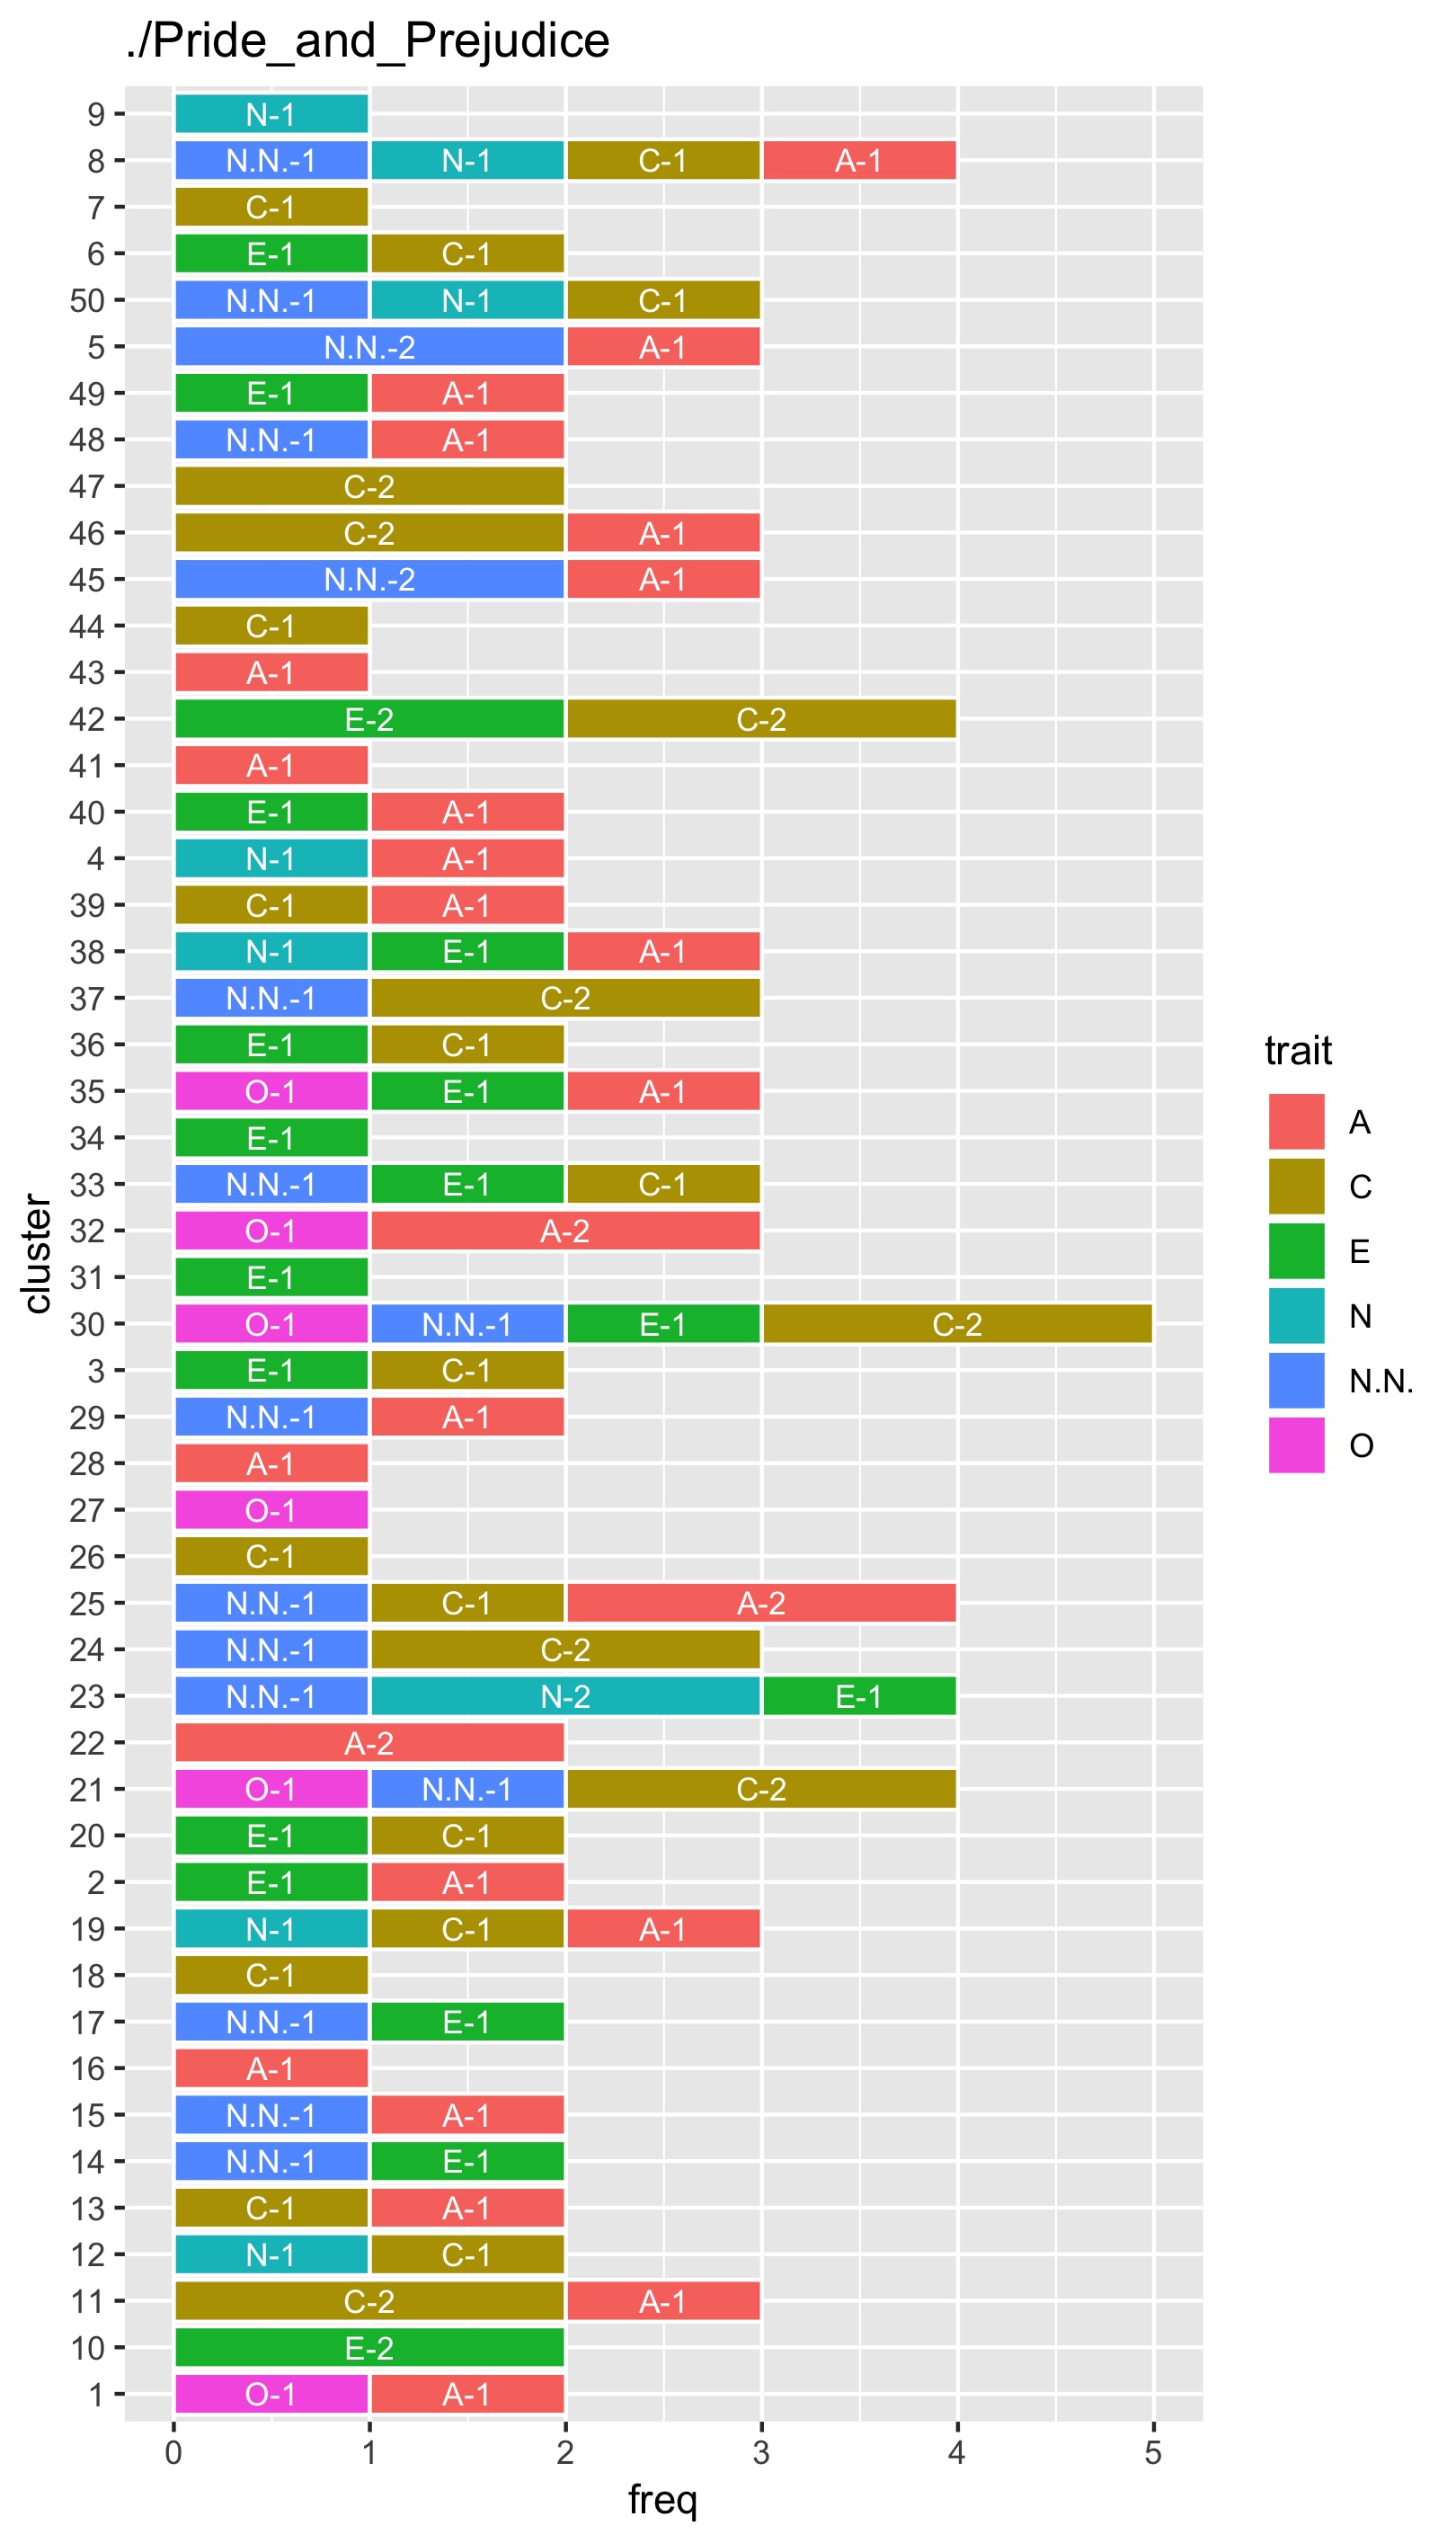 ./Pride_and_Prejudice
9 N-1
8 N.N.-1 N-1 C-1 A-1
7 C-1
6 E-1 C-1
50 N.N.-1 N-1 C-1
5 N.N.-2 A-1
49 E-1 A-1
48 N.N.-1 A-1
47 C-2
46 C-2 A-1
45 N.N.-2 A-1
44 C-1
43 A-1
42 E-2 C-2
41 A-1
40 E-1 A-1
4 N-1 A-1
39 C-1 A-1
38 N-1 E-1 A-1
37 N.N.-1 C-2
36 E-1 C-1
35 O-1 E-1 A-1
34 E-1
33 N.N.-1 E-1 C-1
32 O-1 A-2
31 E-1
30 O-1 N.N.-1 E-1 C-2
3 E-1 C-1
29 N.N.-1 A-1
28 A-1
27 O-1
26 C-1
25 N.N.-1 C-1 A-2
24 N.N.-1 C-2
23 N.N.-1 N-2 E-1
22 A-2
21 O-1 N.N.-1 C-2
20 E-1 C-1
2 E-1 A-1
19 N-1 C-1 A-1
18 C-1
17 N.N.-1 E-1
16 A-1
15 N.N.-1 A-1
14 N.N.-1 E-1
13 C-1 A-1
12 N-1 C-1
11 C-2 A-1
10 E-2
1 O-1 A-1
0 1 2 3 4 5
freq
cluster
trait
A
C
E
N
N.N.
O